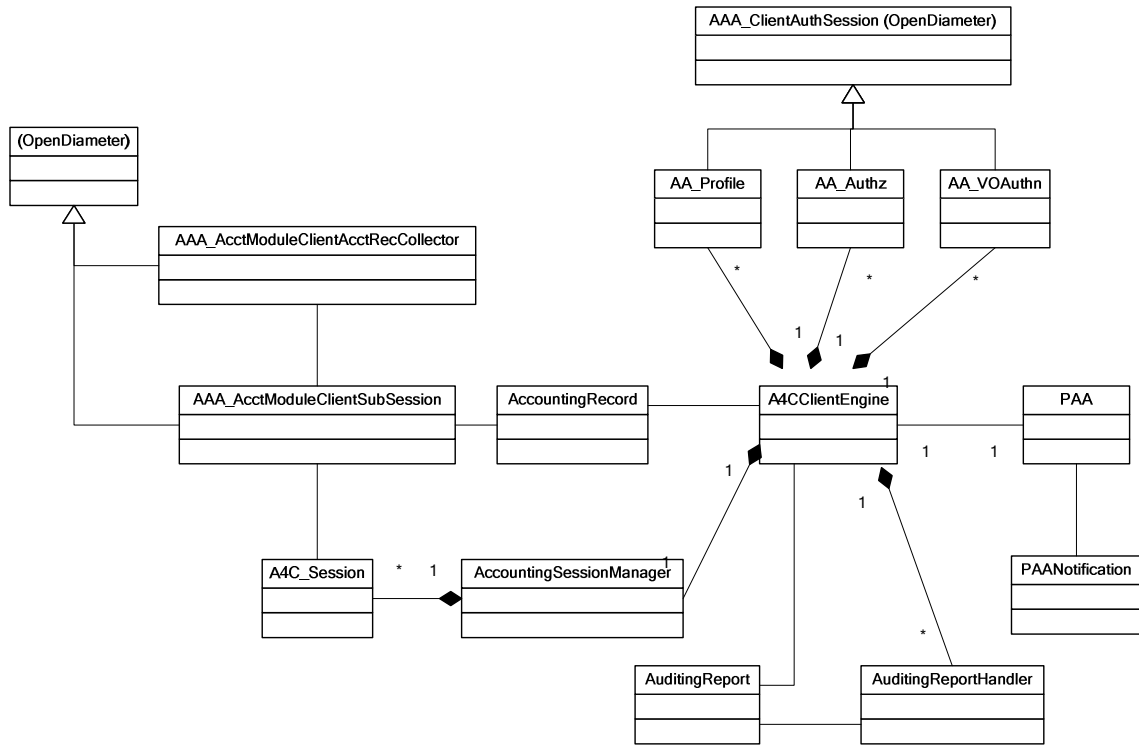 AAA_ClientAuthSession (OpenDiameter)
(OpenDiameter)
AA_Profile
AA_Authz
AA_VOAuthn
AAA_AcctModuleClientAcctRecCollector
*
*
*
1
1
1
AAA_AcctModuleClientSubSession
AccountingRecord
A4CClientEngine
PAA
1
1
1
1
A4C_Session
*
1
AccountingSessionManager
1
PAANotification
*
AuditingReport
AuditingReportHandler